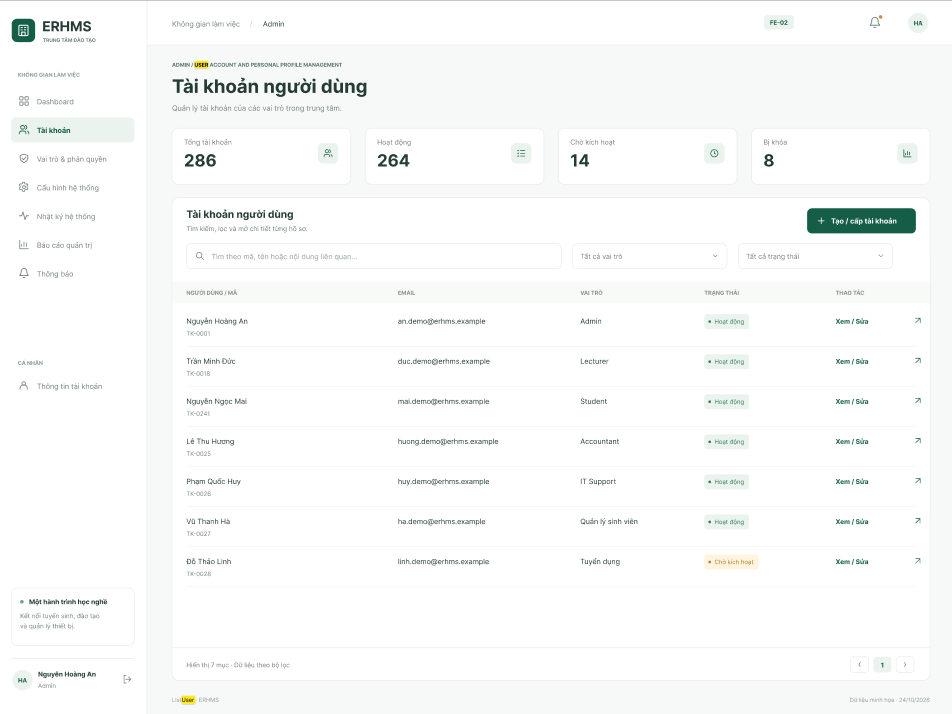 ERHMS
TRUNG TÂM ĐÀO TẠO
KHÔNG GIAN LÀM VIỆC
Dashboard
Tài khoản
Vai trò & phân quyền
Cấu hình hệ thống
Nhật ký hệ thống
Báo cáo quản trị
Thông báo
CÁ NHÂN
Thông tin tài khoản
Một hành trình học nghề
Kết nối tuyển sinh, đào tạo
và quản lý thiết bị.
HA
Nguyễn Hoàng An
Admin
Không gian làm việc / Admin
FE-02
HA
ADMIN / USER ACCOUNT AND PERSONAL PROFILE MANAGEMENT
Tài khoản người dùng
Quản lý tài khoản của các vai trò trong trung tâm.
Tổng tài khoản
286
Hoạt động
264
Chờ kích hoạt
14
Bị khóa
8
Tài khoản người dùng
Tìm kiếm, lọc và mở chi tiết từng hồ sơ.
Tạo / cấp tài khoản
Tìm theo mã, tên hoặc nội dung liên quan...
Tất cả vai trò
Tất cả trạng thái
NGƯỜI DÙNG / MÃ EMAIL VAI TRÒ TRẠNG THÁI THAO TÁC
Nguyễn Hoàng An an.demo@erhms.example Admin Hoạt động Xem / Sửa
TK-0001
Trần Minh Đức duc.demo@erhms.example Lecturer Hoạt động Xem / Sửa
TK-0018
Nguyễn Ngọc Mai mai.demo@erhms.example Student Hoạt động Xem / Sửa
TK-0241
Lê Thu Hương huong.demo@erhms.example Accountant Hoạt động Xem / Sửa
TK-0025
Phạm Quốc Huy huy.demo@erhms.example IT Support Hoạt động Xem / Sửa
TK-0026
Vũ Thanh Hà ha.demo@erhms.example Quản lý sinh viên Hoạt động Xem / Sửa
TK-0027
Đỗ Thảo Linh linh.demo@erhms.example Tuyển dụng Chờ kích hoạt Xem / Sửa
TK-0028
Hiển thị 7 mục · Dữ liệu theo bộ lọc
1
ListUser · ERHMS
Dữ liệu minh họa · 24/10/2026